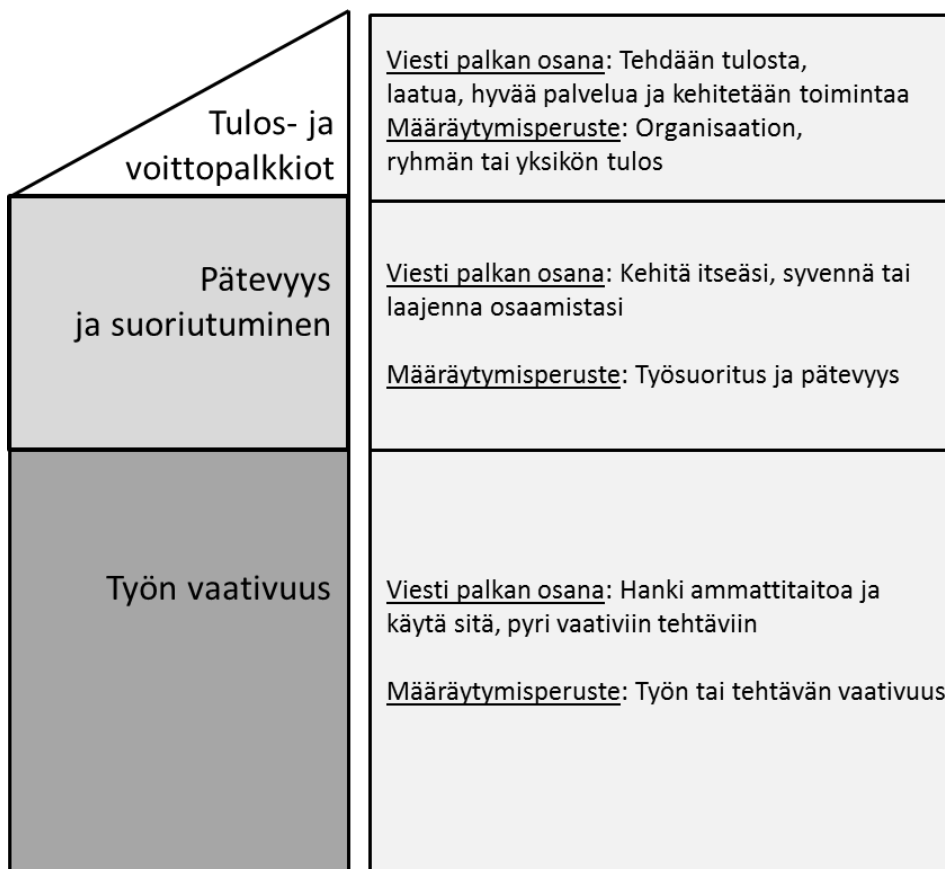 Tulos- ja
voittopalkkiot
Viesti palkan osana: Tehdään tulosta,
laatua, hyvää palvelua ja kehitetään toimintaa
Määräytymisperuste: Organisaation,
ryhmän tai yksikön tulos
Pätevyys
ja suoriutuminen
Viesti palkan osana: Kehitä itseäsi, syvennä tai
laajenna osaamistasi
Määräytymisperuste: Työsuoritus ja pätevyys
Työn vaativuus
Viesti palkan osana: Hanki ammattitaitoa ja
käytä sitä, pyri vaativiin tehtäviin
Määräytymisperuste: Työn tai tehtävän vaativuus